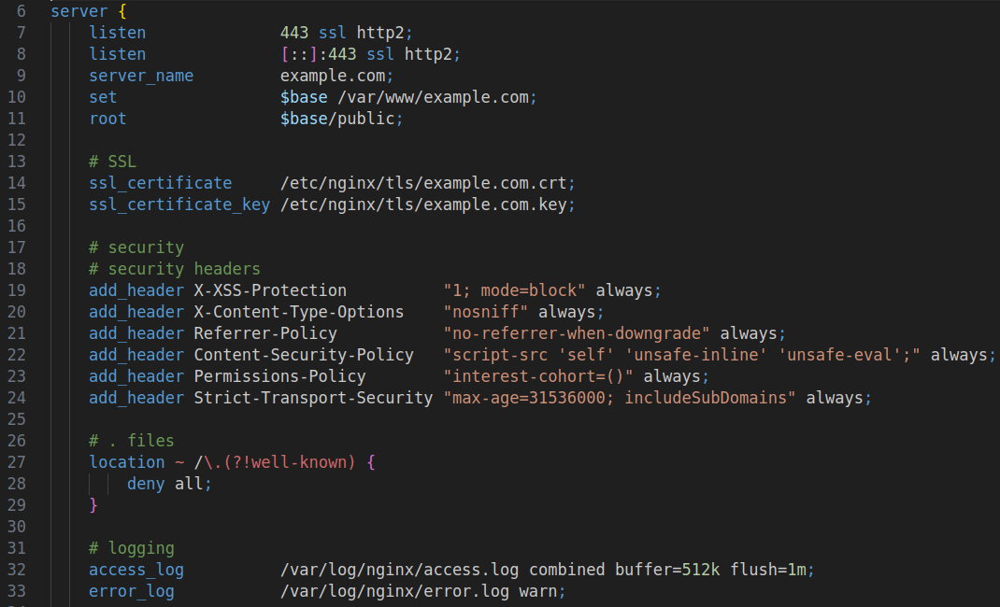 6 server {
7 listen 443 ssl http2;
8 listen [::]:443 ssl http2;
9 server_name example.com;
10 set $base /var/www/example.com;
11 root $base/public;
12
13 # SSL
14 ssl_certificate /etc/nginx/tls/example.com.crt;
15 ssl_certificate_key /etc/nginx/tls/example.com.key;
16
17 # security
18 # security headers
19 add_header X-XSS-Protection "1; mode=block" always;
20 add_header X-Content-Type-Options "nosniff" always;
21 add_header Referrer-Policy "no-referrer-when-downgrade" always;
22 add_header Content-Security-Policy "script-src 'self' 'unsafe-inline' 'unsafe-eval';" always;
23 add_header Permissions-Policy "interest-cohort=()" always;
24 add_header Strict-Transport-Security "max-age=31536000; includeSubDomains" always;
25
26 # . files
27 location ~ /\.(?!well-known) {
28 deny all;
29 }
30
31 # logging
32 access_log /var/log/nginx/access.log combined buffer=512k flush=1m;
33 error_log /var/log/nginx/error.log warn;